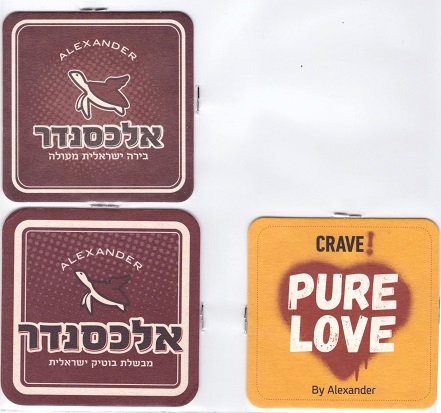 ALEXANDER
אלכסנדר
בירה ישראלית מעולה
ALEXANDER
אלכסנדר
מבשלת בוטיק ישראלית
CRAVE!
PURE
LOVE
By Alexander